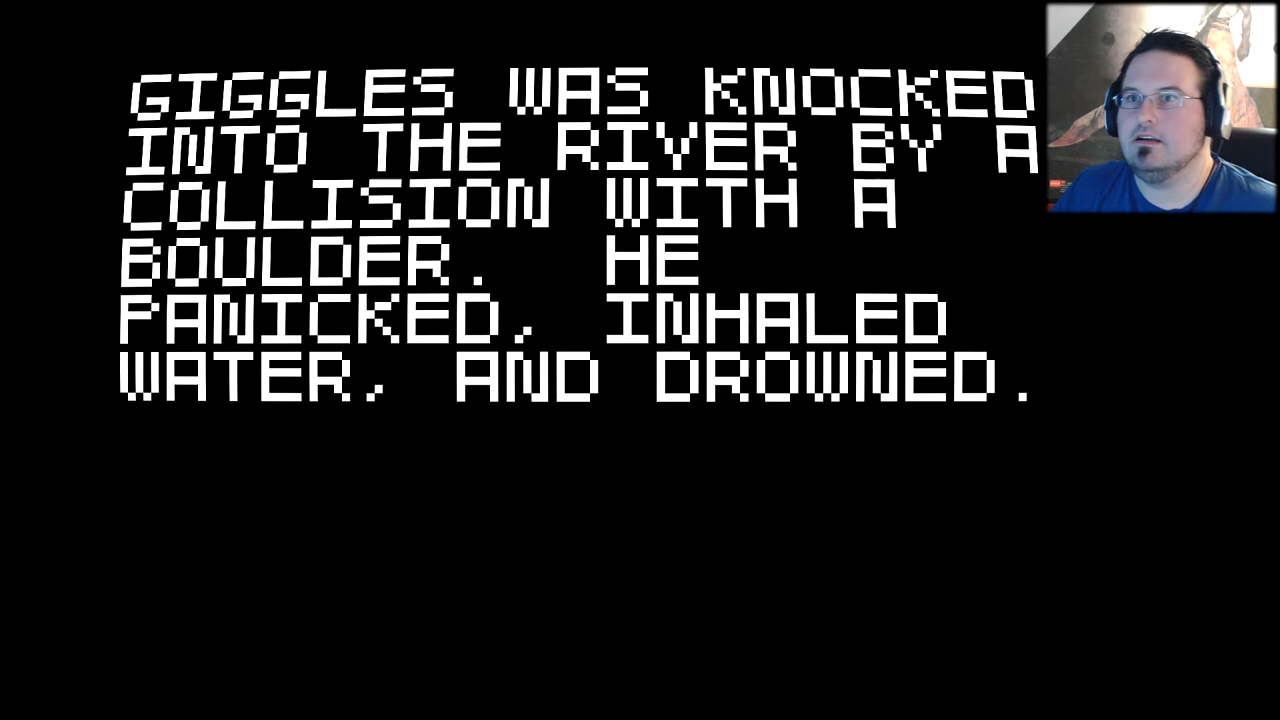 GIGGLES WAS KNOCKED
INTO THE RIVER BY A
COLLISION WITH A
BOULDER. HE
PANICKED, INHALED
WATER, AND DROWNED.